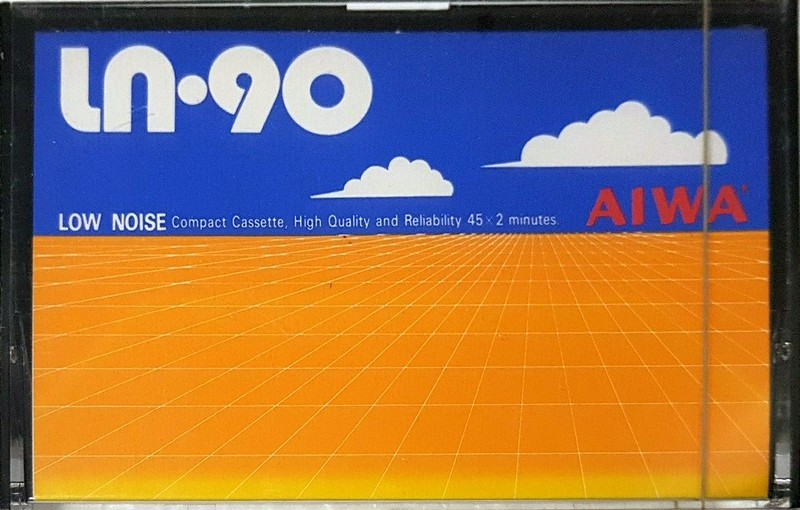 LN·90
AIWA
LOW NOISE Compact Cassette, High Quality and Reliability 45×2 minutes.